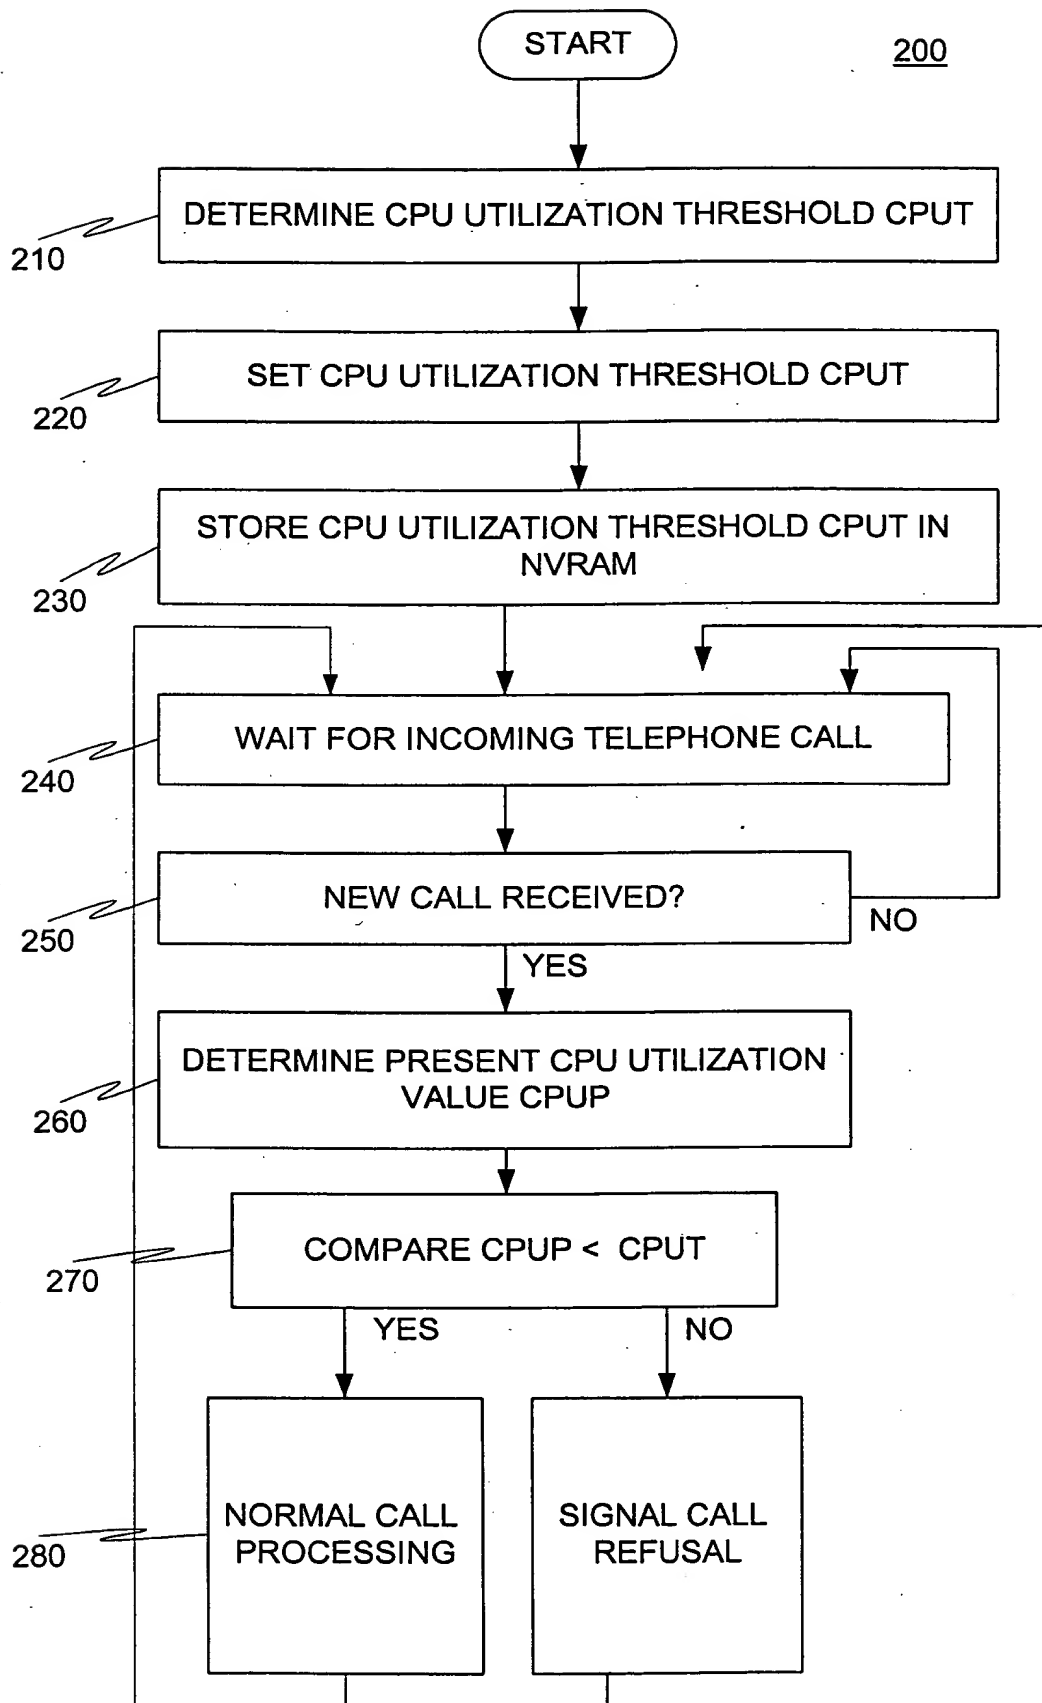 START
200
DETERMINE CPU UTILIZATION THRESHOLD CPUT
210
SET CPU UTILIZATION THRESHOLD CPUT
220
STORE CPU UTILIZATION THRESHOLD CPUT IN
NVRAM
230
WAIT FOR INCOMING TELEPHONE CALL
240
NEW CALL RECEIVED?
250
NO
YES
DETERMINE PRESENT CPU UTILIZATION
VALUE CPUP
260
COMPARE CPUP < CPUT
270
YES
NO
NORMAL CALL
PROCESSING
280
SIGNAL CALL
REFUSAL